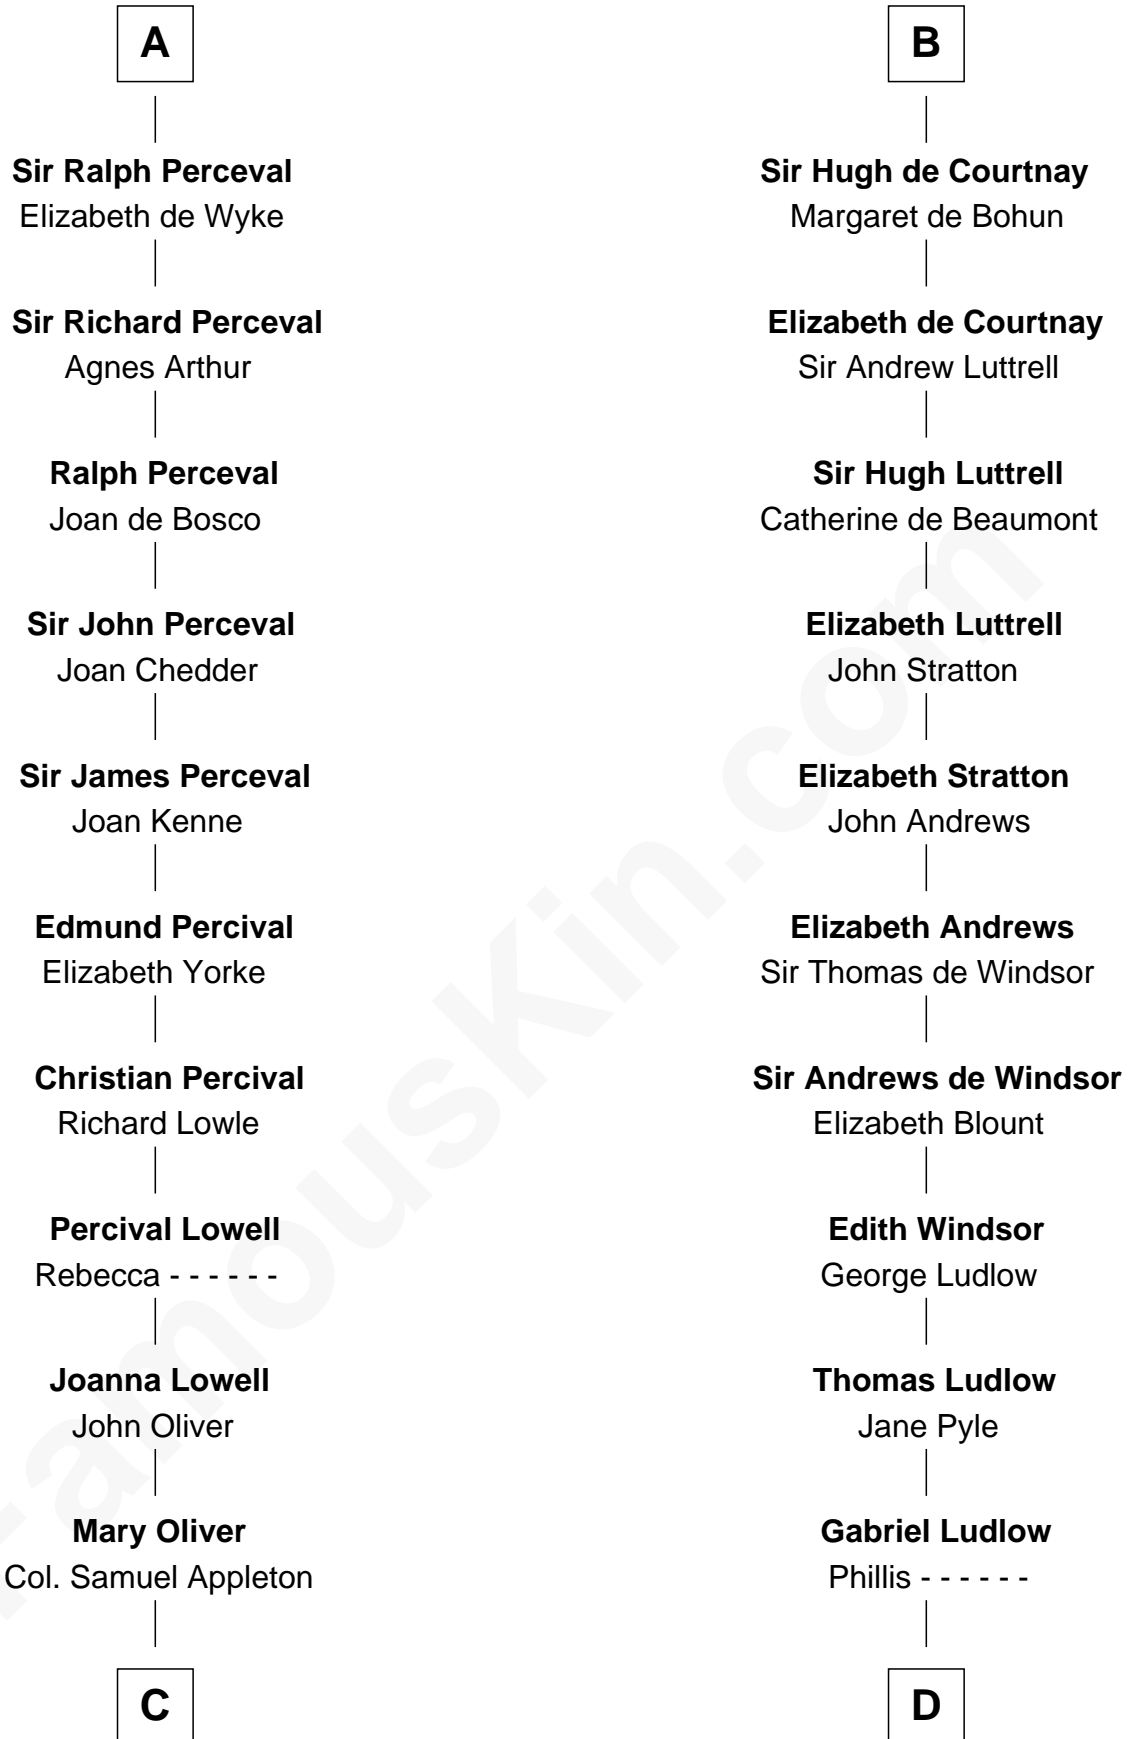 A
Sir Ralph Perceval
Elizabeth de Wyke
Sir Richard Perceval
Agnes Arthur
Ralph Perceval
Joan de Bosco
Sir John Perceval
Joan Chedder
Sir James Perceval
Joan Kenne
Edmund Percival
Elizabeth Yorke
Christian Percival
Richard Lowle
Percival Lowell
Rebecca - - - - - -
Joanna Lowell
John Oliver
Mary Oliver
Col. Samuel Appleton
C
B
Sir Hugh de Courtnay
Margaret de Bohun
Elizabeth de Courtnay
Sir Andrew Luttrell
Sir Hugh Luttrell
Catherine de Beaumont
Elizabeth Luttrell
John Stratton
Elizabeth Stratton
John Andrews
Elizabeth Andrews
Sir Thomas de Windsor
Sir Andrews de Windsor
Elizabeth Blount
Edith Windsor
George Ludlow
Thomas Ludlow
Jane Pyle
Gabriel Ludlow
Phillis - - - - - -
D
FamousKin.com